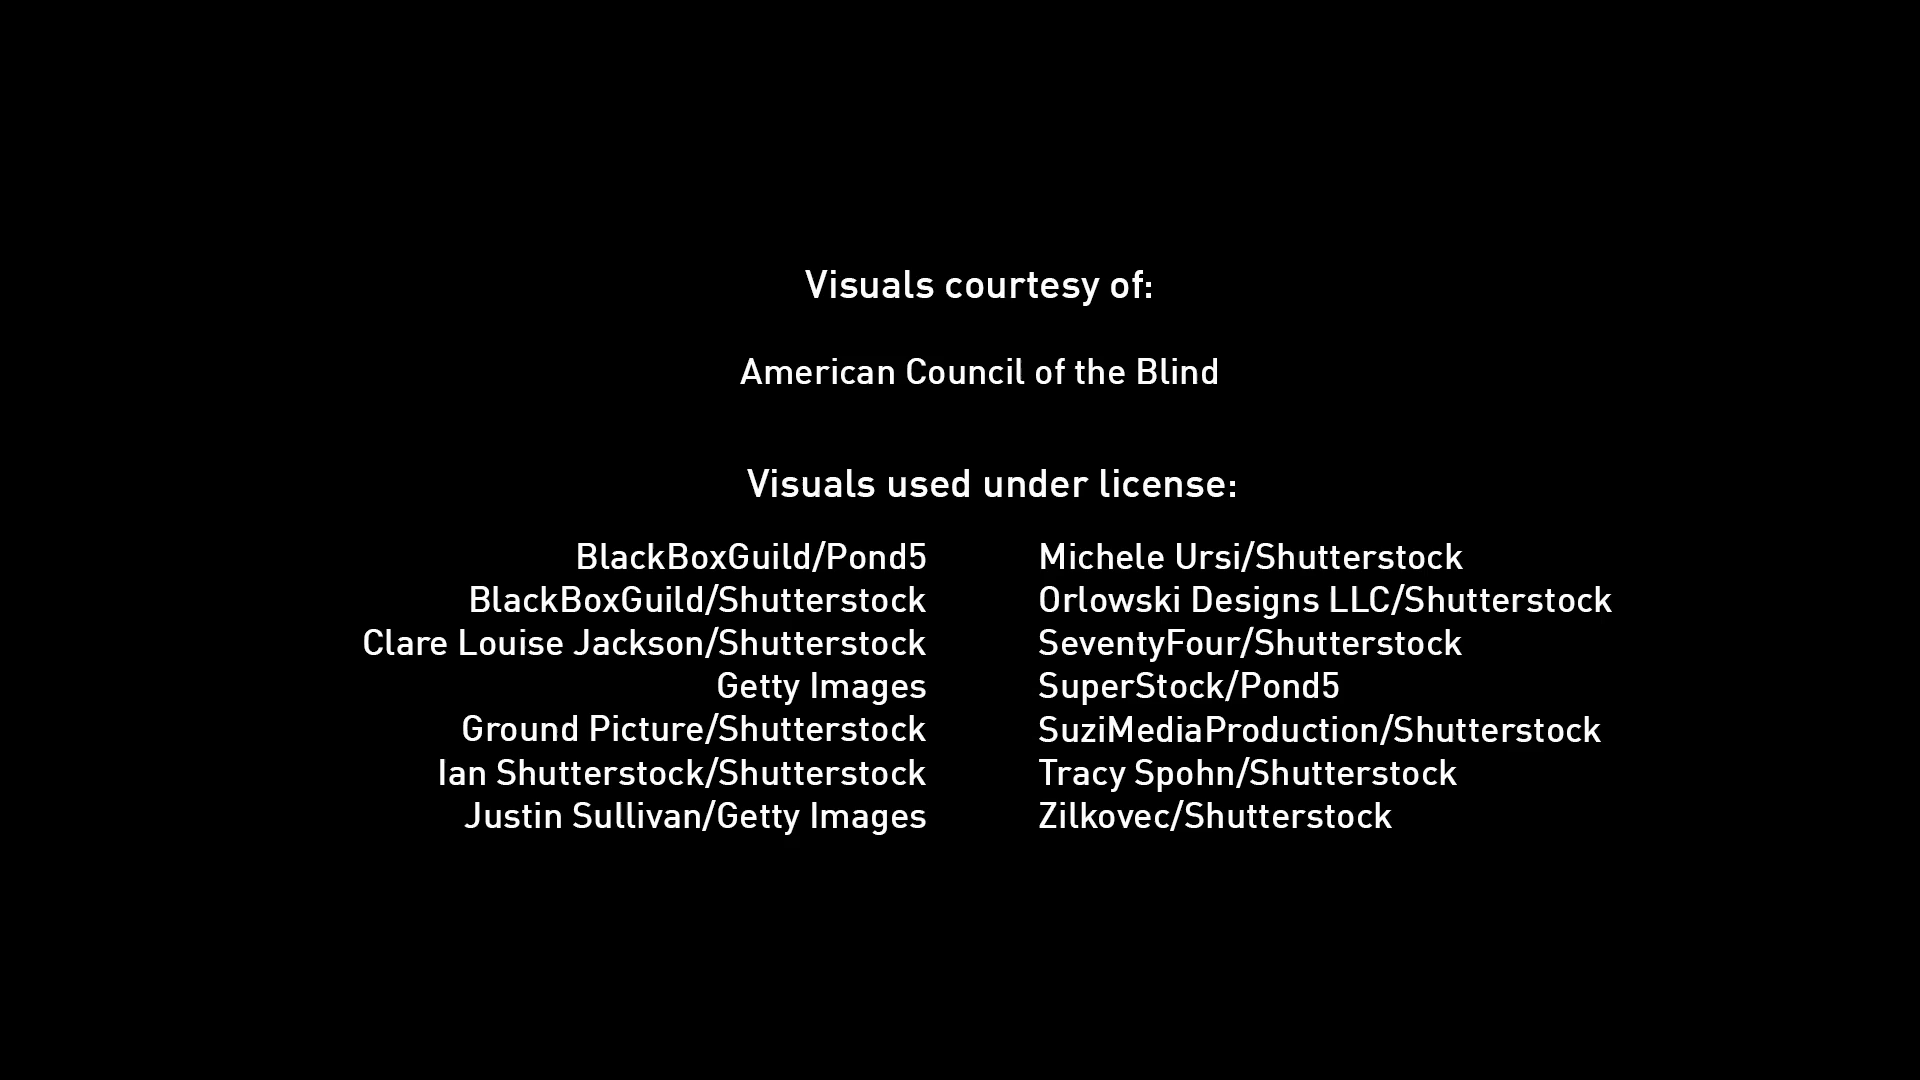 Visuals courtesy of:
American Council of the Blind
Visuals used under license:
BlackBoxGuild/Pond5
BlackBoxGuild/Shutterstock
Clare Louise Jackson/Shutterstock
Getty Images
Ground Picture/Shutterstock
Ian Shutterstock/Shutterstock
Justin Sullivan/Getty Images
Michele Ursi/Shutterstock
Orlowski Designs LLC/Shutterstock
SeventyFour/Shutterstock
SuperStock/Pond5
SuziMediaProduction/Shutterstock
Tracy Spohn/Shutterstock
Zilkovec/Shutterstock